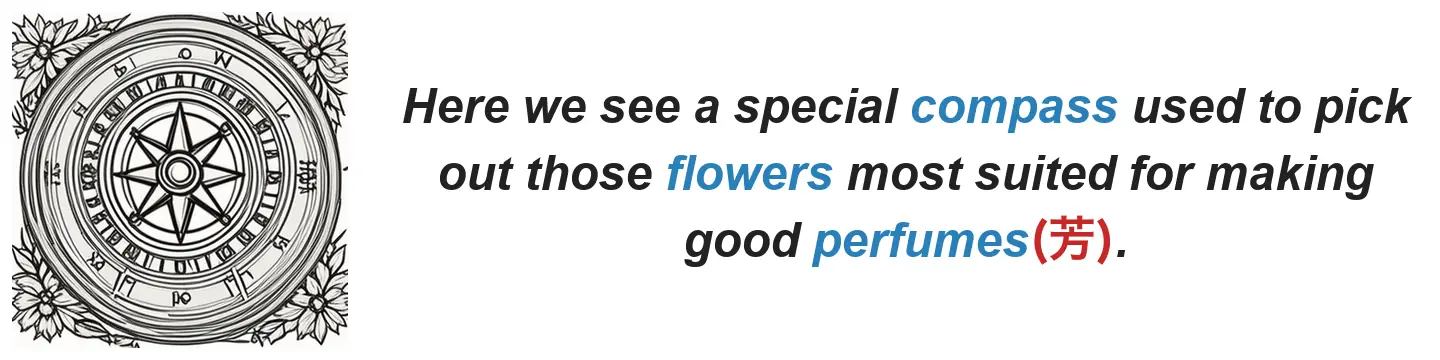 Here we see a special compass used to pick
out those flowers most suited for making
good perfumes(芳).